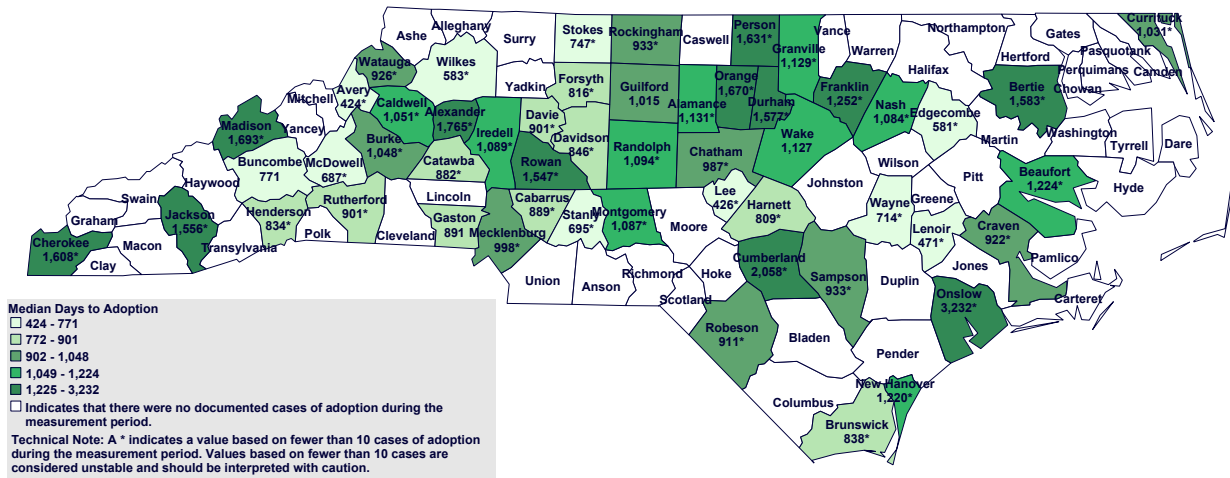 Ashe
Alleghany
Surry
Stokes
747*
Rockingham
933*
Caswell
Person
1,631*
Granville
1,129*
Vance
Warren
Northampton
Halifax
Hertford
Gates
Pasquotank
Perquimans
Chowan
Camden
Currituck
1,031*
Watauga
926*
Wilkes
583*
Yadkin
Forsyth
816*
Guilford
1,015
Alamance
1,131*
Orange
1,670*
Durham
1,577*
Franklin
1,252*
Nash
1,084*
Edgecombe
581*
Bertie
1,583*
Martin
Washington
Tyrrell
Dare
Mitchell
Avery
424*
Caldwell
1,051*
Alexander
1,765*
Iredell
1,089*
Davie
901*
Davidson
846*
Randolph
1,094*
Chatham
987*
Wake
1,127
Wilson
Pitt
Beaufort
1,224*
Hyde
Madison
1,693*
Yancey
Buncombe
771
McDowell
687*
Burke
1,048*
Catawba
882*
Lincoln
Rowan
1,547*
Lee
426*
Johnston
Wayne
714*
Greene
Lenoir
471*
Craven
922*
Pamlico
Haywood
Swain
Graham
Jackson
1,556*
Henderson
834*
Rutherford
901*
Polk
Cleveland
Gaston
891
Mecklenburg
998*
Cabarrus
889*
Stanly
695*
Montgomery
1,087*
Moore
Harnett
809*
Cherokee
1,608*
Clay
Macon
Transylvania
Union
Anson
Richmond
Scotland
Hoke
Cumberland
2,058*
Sampson
933*
Duplin
Jones
Onslow
3,232*
Carteret
Robeson
911*
Bladen
Pender
Columbus
New Hanover
1,220*
Brunswick
838*
Median Days to Adoption
424 - 771
772 - 901
902 - 1,048
1,049 - 1,224
1,225 - 3,232
Indicates that there were no documented cases of adoption during the
measurement period.
Technical Note: A * indicates a value based on fewer than 10 cases of adoption
during the measurement period. Values based on fewer than 10 cases are
considered unstable and should be interpreted with caution.